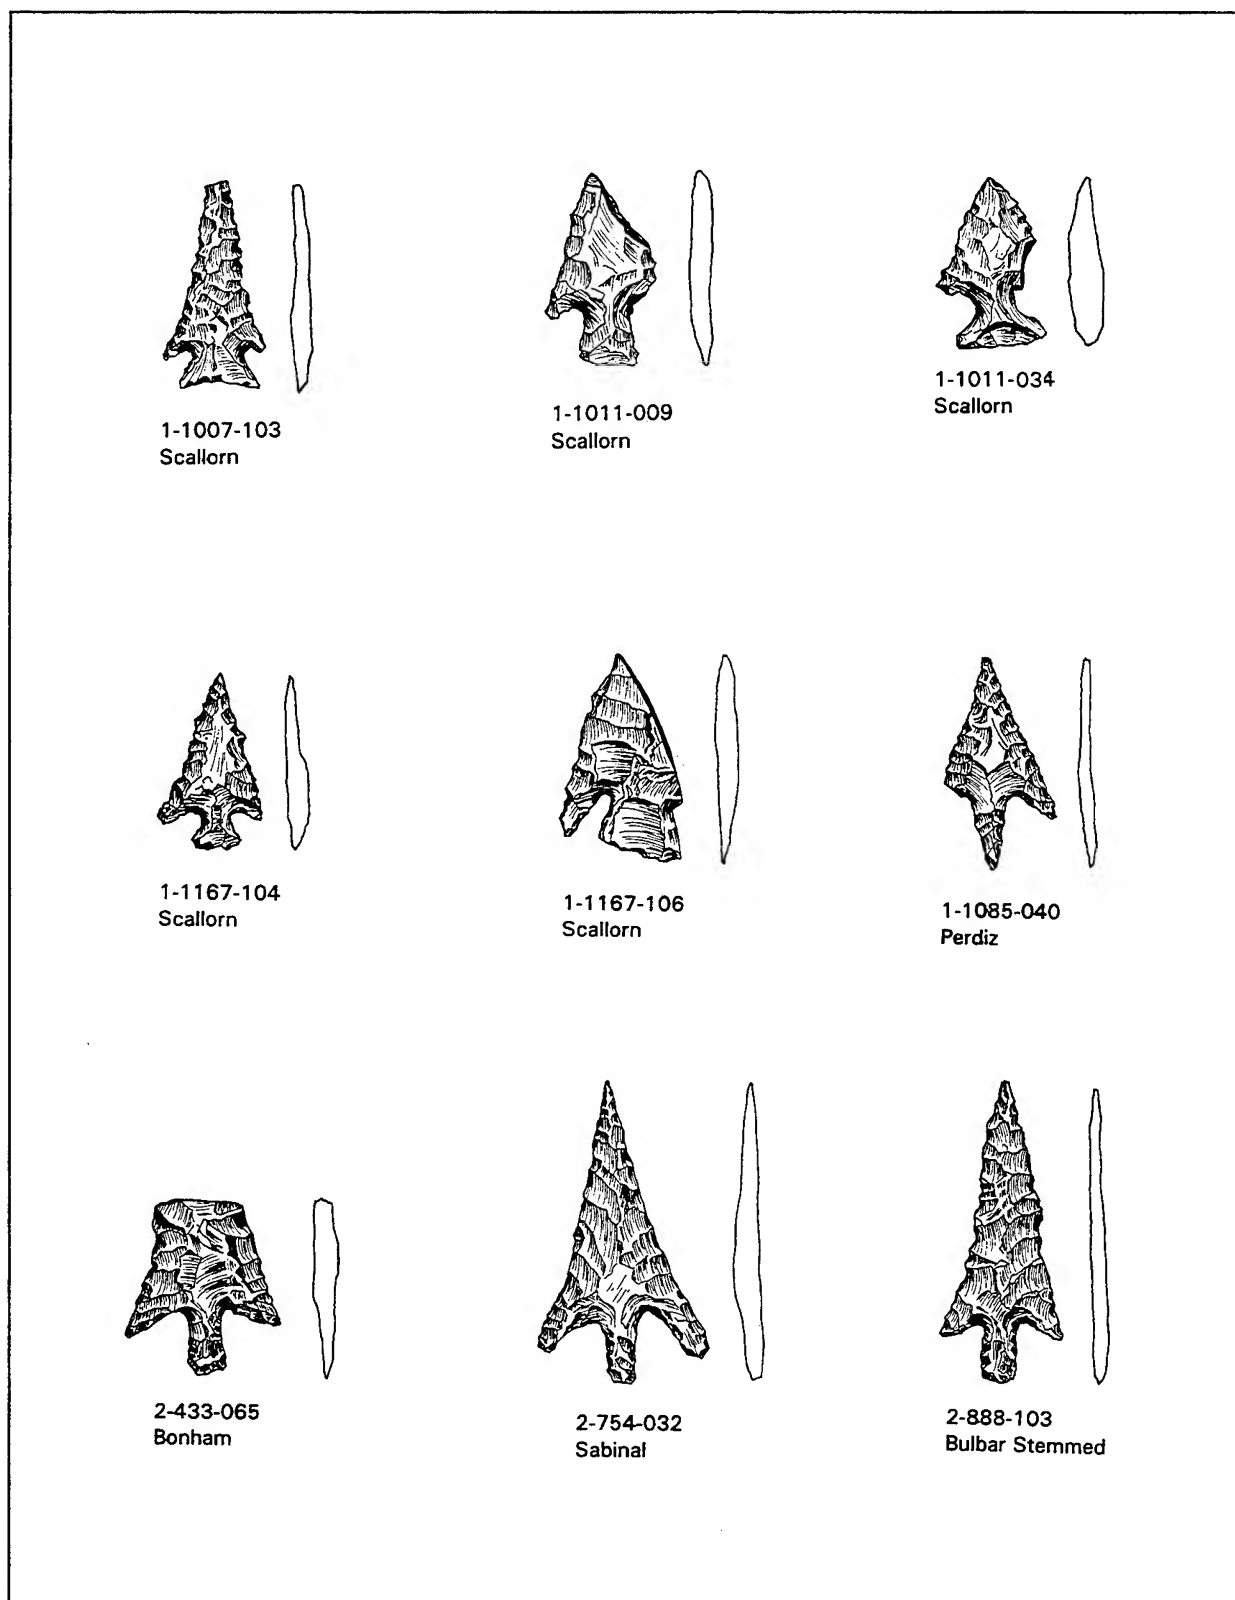 1-1007-103
Scallorn
1-1011-009
Scallorn
1-1011-034
Scallorn
1-1167-104
Scallorn
1-1167-106
Scallorn
1-1085-040
Perdiz
2-433-065
Bonham
2-754-032
Sabinal
2-888-103
Bulbar Stemmed